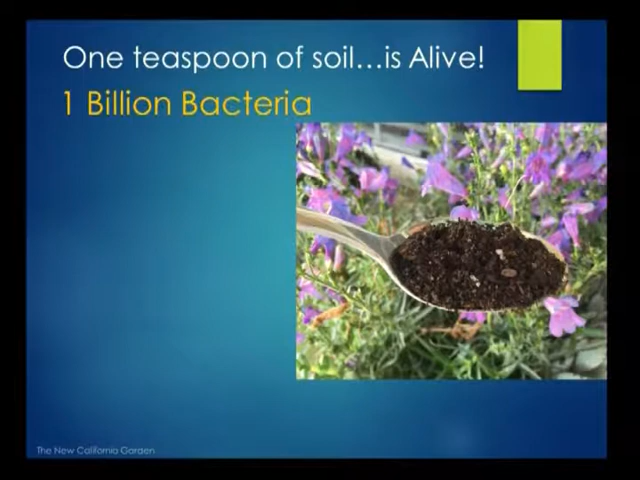 One teaspoon of soil...is Alive!
1 Billion Bacteria
The New California Garden